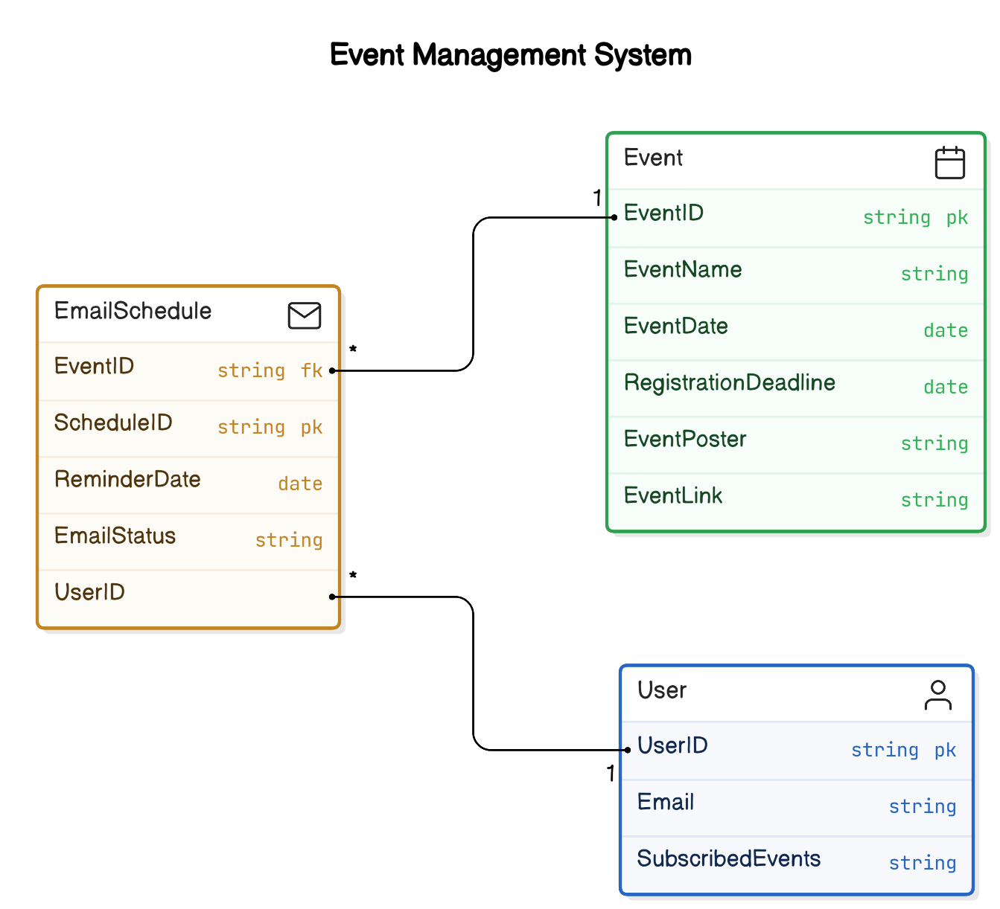 Event Management System
Event
1
EventID string pk
EventName string
EventDate date
RegistrationDeadline date
EventPoster string
EventLink string
EmailSchedule
*
EventID string fk
ScheduleID string pk
ReminderDate date
EmailStatus string
*
UserID
User
UserID string pk
1
Email string
SubscribedEvents string